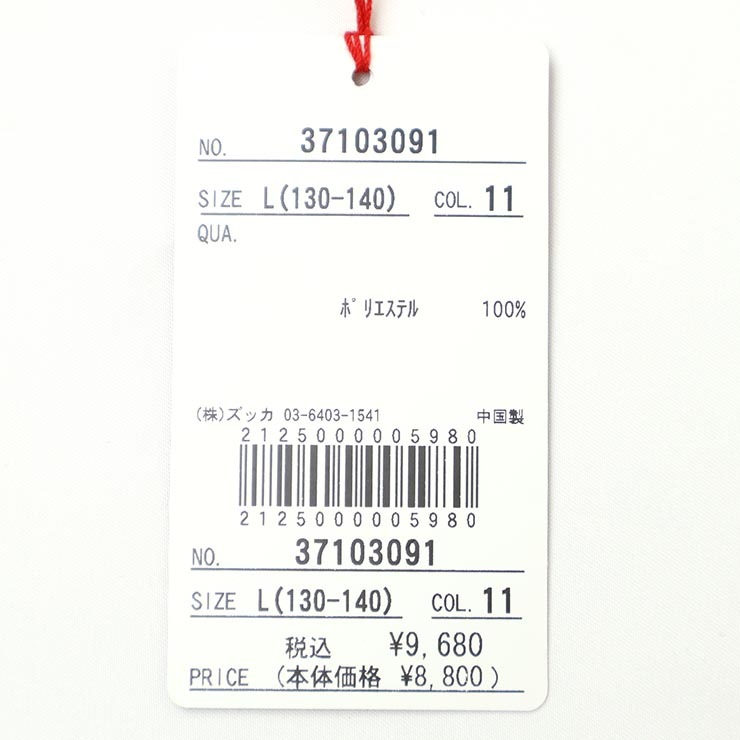 NO. 37103091
SIZE L(130-140) COL. 11
QUA.
ポリエステル 100%
(株)ズッカ 03-6403-1541 中国製
2125000005980
2125000005980
NO. 37103091
SIZE L(130-140) COL. 11
税込 ¥9,680
PRICE (本体価格 ¥8,800)